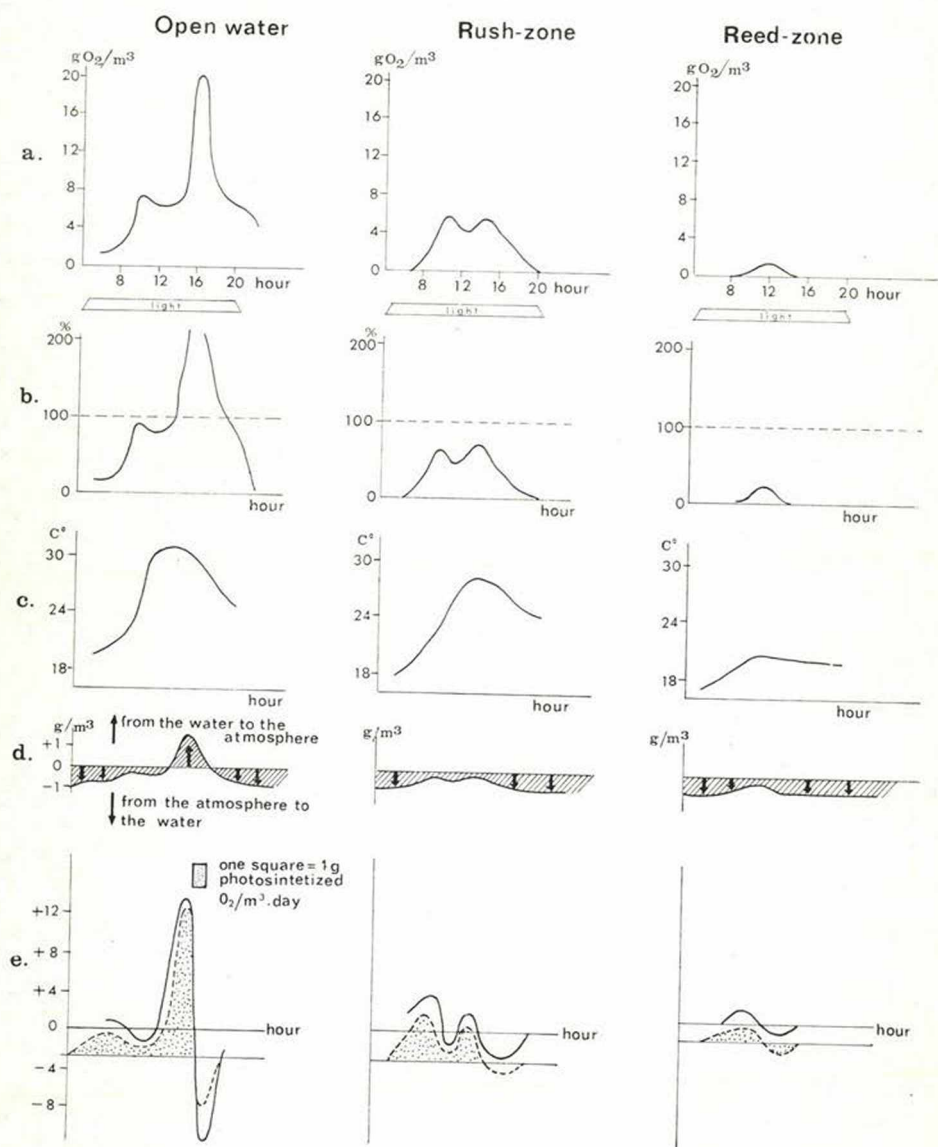 Open water
Rush-zone
Reed-zone
a.
gO₂/m³
20
16
12
8
4
0
8 12 16 20 hour
light
gO₂/m³
20
16
12
8
4
0
8 12 16 20 hour
light
gO₂/m³
20
16
12
8
4
0
8 12 16 20 hour
light
b.
%
200
100
0
hour
%
200
100
0
hour
200
100
0
hour
c.
C°
30
24
18
hour
C°
30
24
18
hour
C°
30
24
18
hour
d.
g/m³
+1
0
-1
from the water to the
atmosphere
from the atmosphere to
the water
g/m³
g/m³
e.
one square = 1g
photosintetized
O₂/m³.day
+12
+8
+4
0
-4
-8
hour
hour
hour